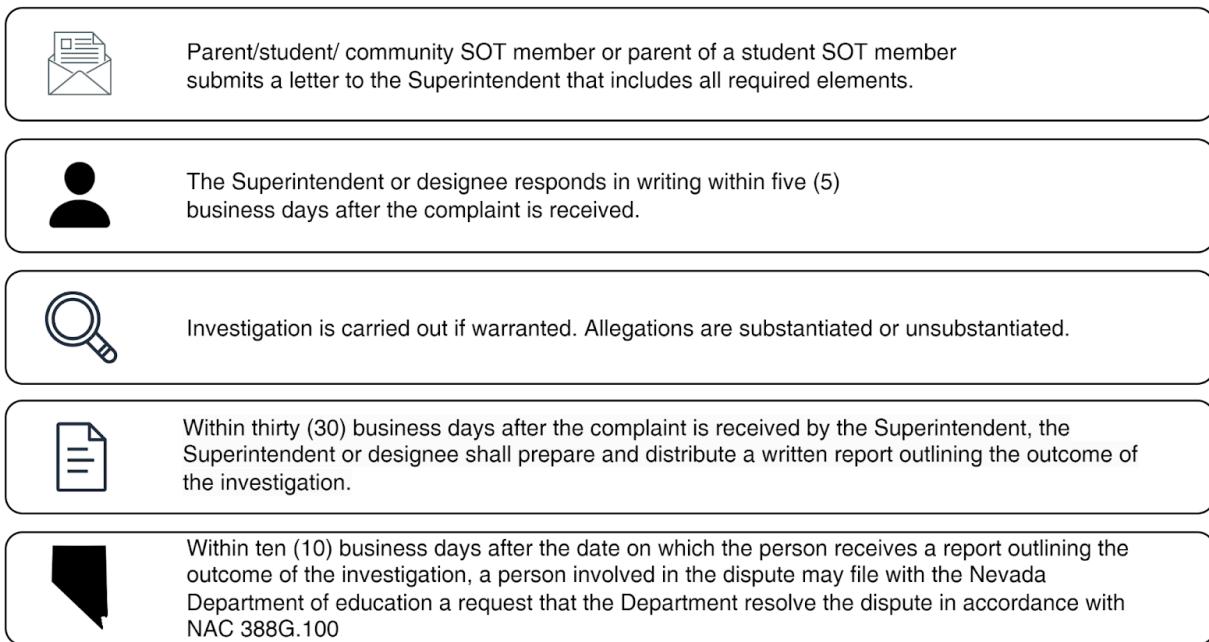 Parent/student/ community SOT member or parent of a student SOT member
submits a letter to the Superintendent that includes all required elements.
The Superintendent or designee responds in writing within five (5)
business days after the complaint is received.
Investigation is carried out if warranted. Allegations are substantiated or unsubstantiated.
Within thirty (30) business days after the complaint is received by the Superintendent, the
Superintendent or designee shall prepare and distribute a written report outlining the outcome of
the investigation.
Within ten (10) business days after the date on which the person receives a report outlining the
outcome of the investigation, a person involved in the dispute may file with the Nevada
Department of education a request that the Department resolve the dispute in accordance with
NAC 388G.100